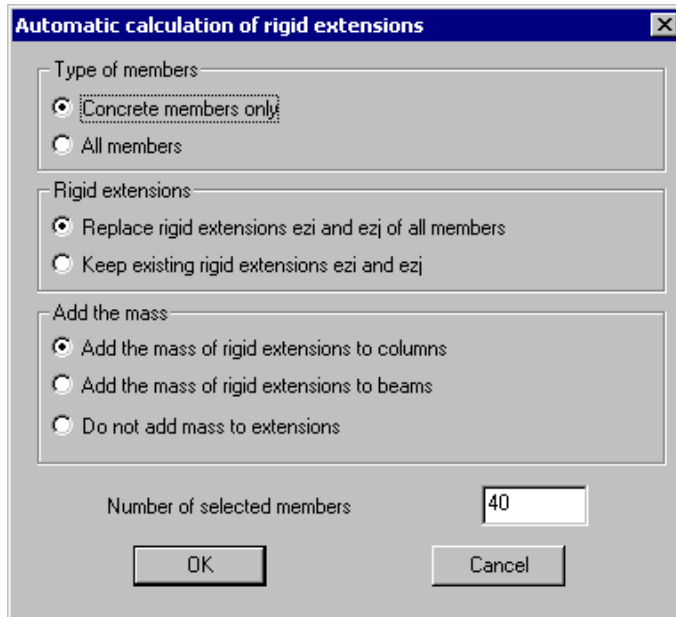 Automatic calculation of rigid extensions
Type of members
Concrete members only
All members
Rigid extensions
Replace rigid extensions ezi and ezj of all members
Keep existing rigid extensions ezi and ezj
Add the mass
Add the mass of rigid extensions to columns
Add the mass of rigid extensions to beams
Do not add mass to extensions
Number of selected members 40
OK Cancel